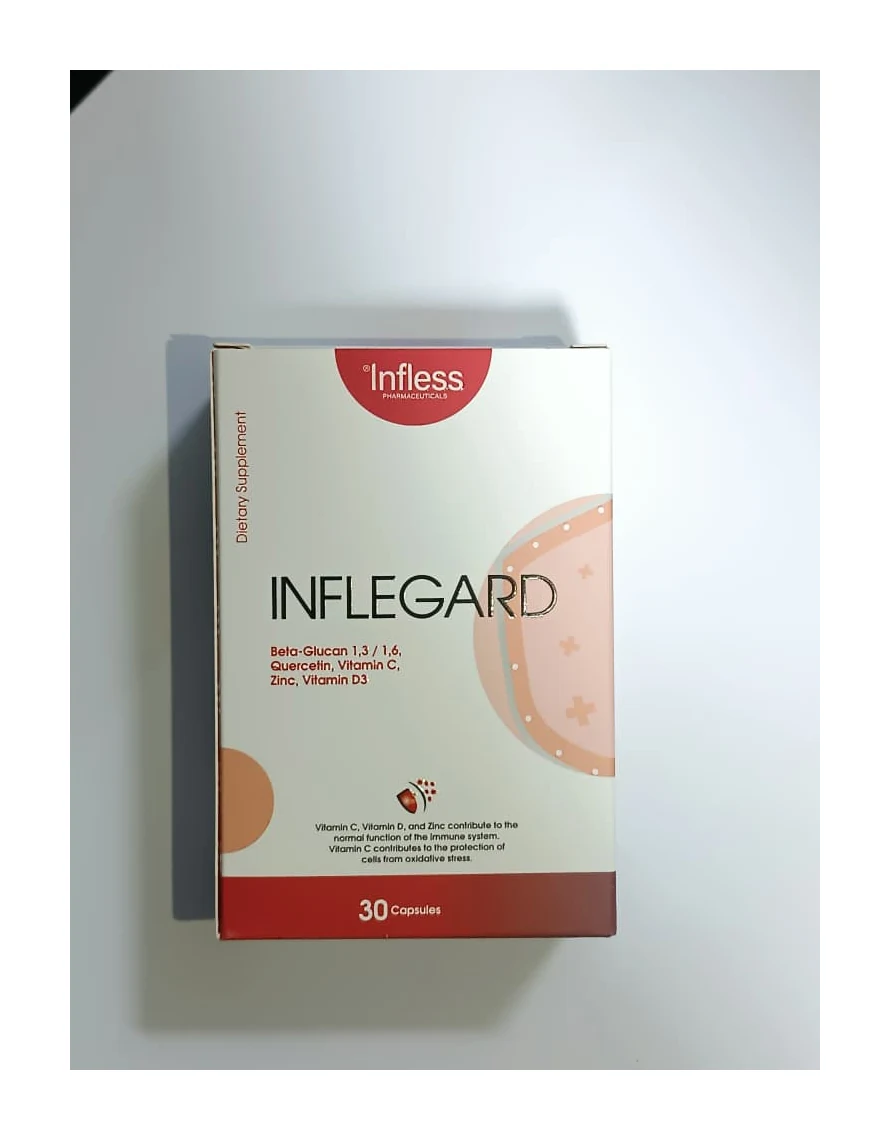 ®Infless
PHARMACEUTICALS
Dietary Supplement
INFLEGARD
Beta-Glucan 1,3 / 1,6,
Quercetin, Vitamin C,
Zinc, Vitamin D3
Vitamin C, Vitamin D, and Zinc contribute to the
normal function of the immune system.
Vitamin C contributes to the protection of
cells from oxidative stress.
30 Capsules